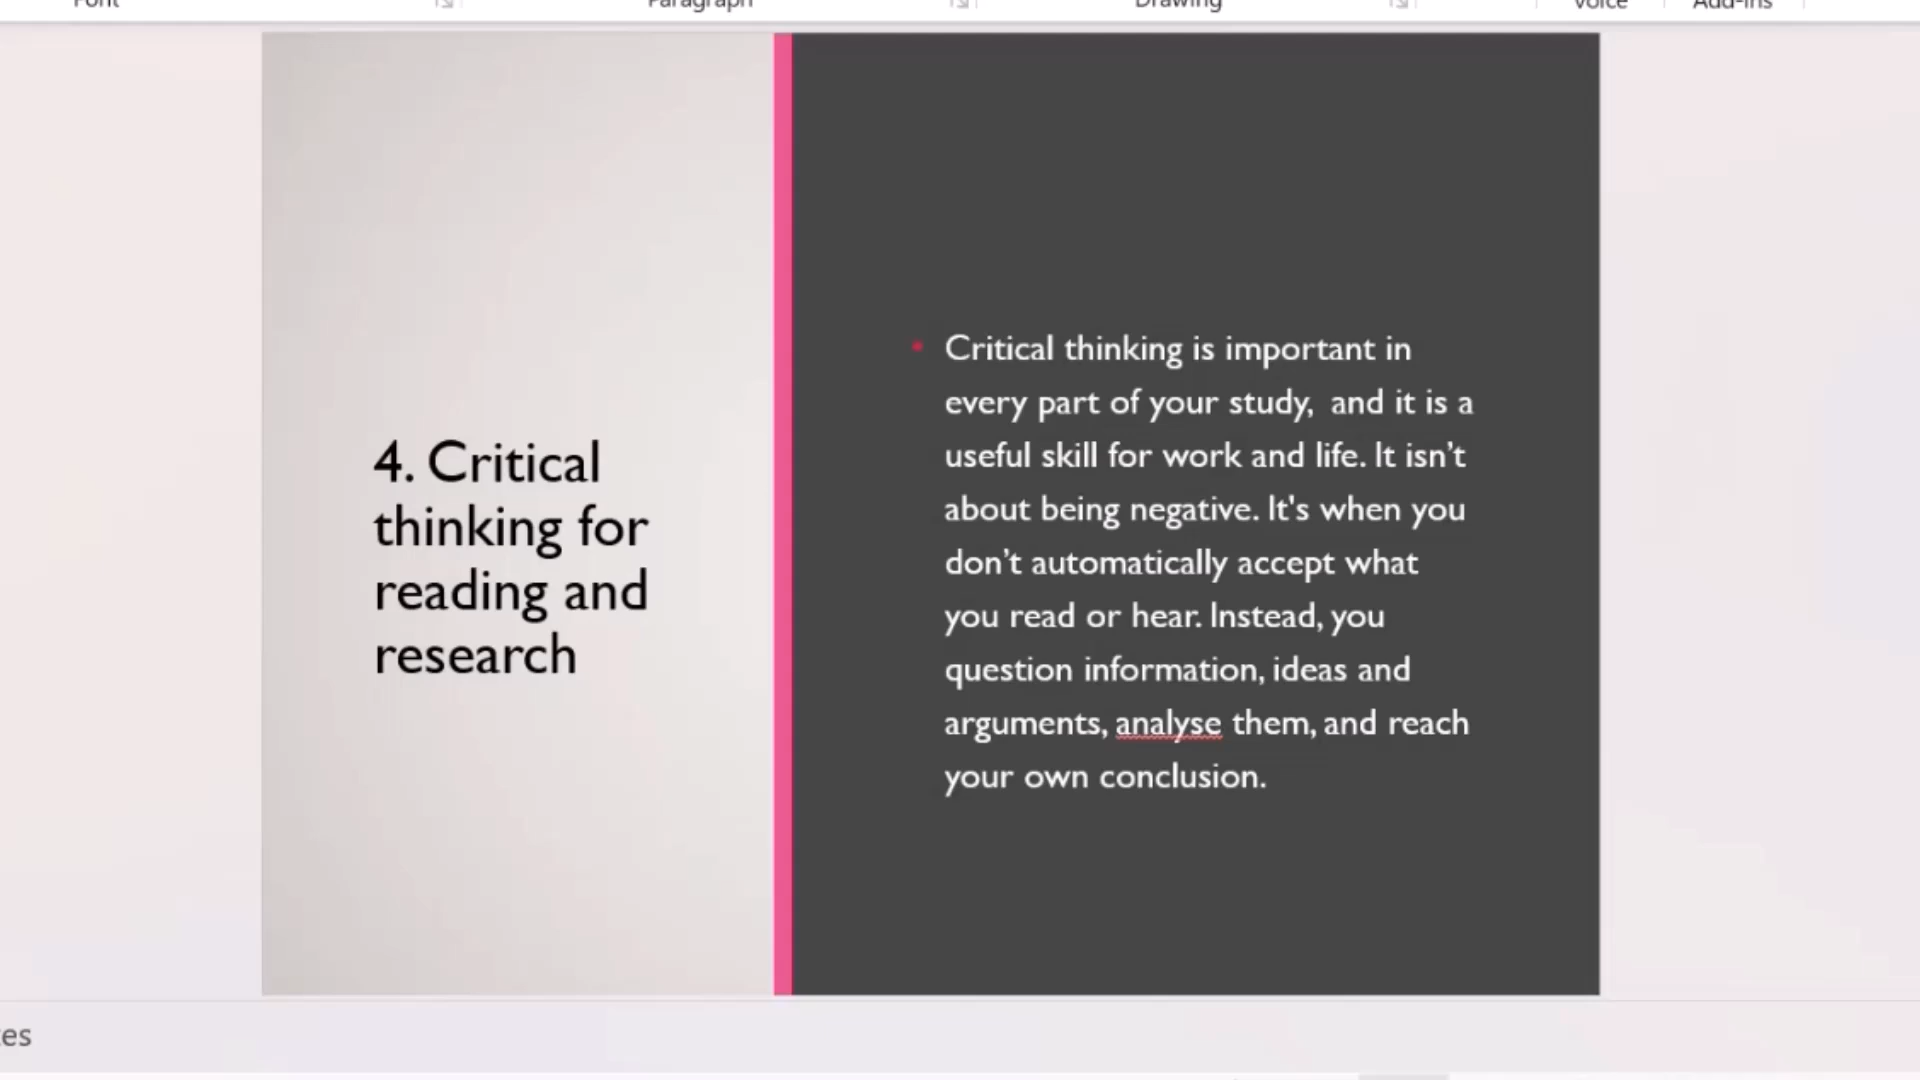 Font Paragraph Drawing Voice Add-ins
4. Critical
thinking for
reading and
research
• Critical thinking is important in
every part of your study,  and it is a
useful skill for work and life. It isn’t
about being negative. It's when you
don’t automatically accept what
you read or hear. Instead, you
question information, ideas and
arguments, analyse them, and reach
your own conclusion.